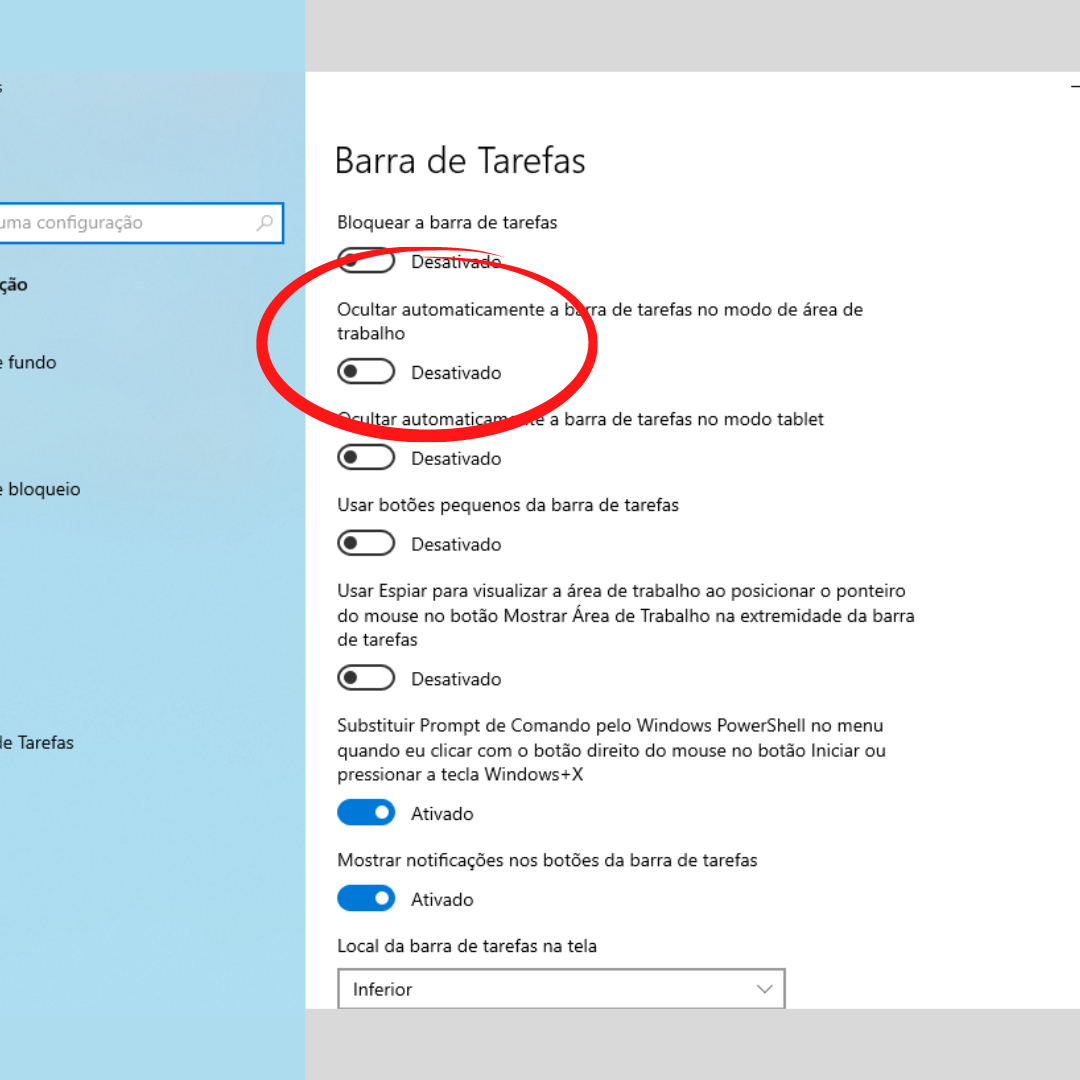 s
uma configuração
ção
e fundo
e bloqueio
de Tarefas
Barra de Tarefas
Bloquear a barra de tarefas
Desativado
Ocultar automaticamente a barra de tarefas no modo de área de
trabalho
Desativado
Ocultar automaticamente a barra de tarefas no modo tablet
Desativado
Usar botões pequenos da barra de tarefas
Desativado
Usar Espiar para visualizar a área de trabalho ao posicionar o ponteiro
do mouse no botão Mostrar Área de Trabalho na extremidade da barra
de tarefas
Desativado
Substituir Prompt de Comando pelo Windows PowerShell no menu
quando eu clicar com o botão direito do mouse no botão Iniciar ou
pressionar a tecla Windows+X
Ativado
Mostrar notificações nos botões da barra de tarefas
Ativado
Local da barra de tarefas na tela
Inferior